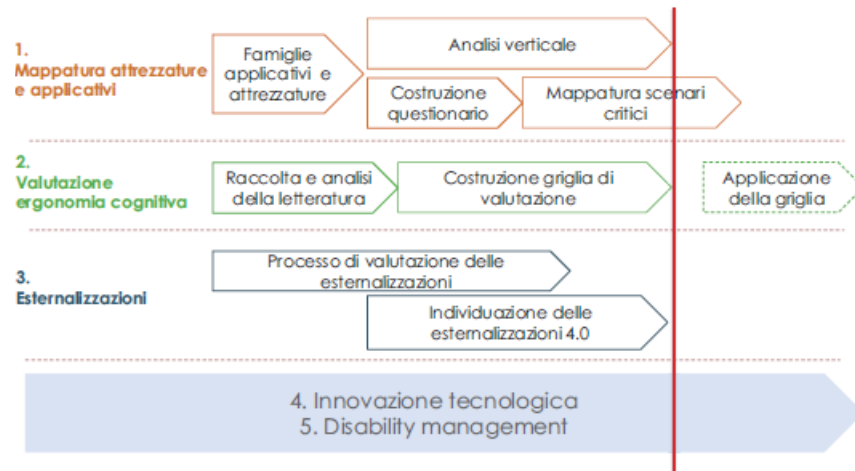 1.
Mappatura attrezzature
e applicativi
Famiglie
applicativi e
attrezzature
Analisi verticale
Costruzione
questionario
Mappatura scenari
critici
2.
Valutazione
ergonomia cognitiva
Raccolta e analisi
della letteratura
Costruzione griglia di
valutazione
Applicazione
della griglia
3.
Esternalizzazioni
Processo di valutazione delle
esternalizzazioni
Individuazione delle
esternalizzazioni 4.0
4. Innovazione tecnologica
5. Disability management